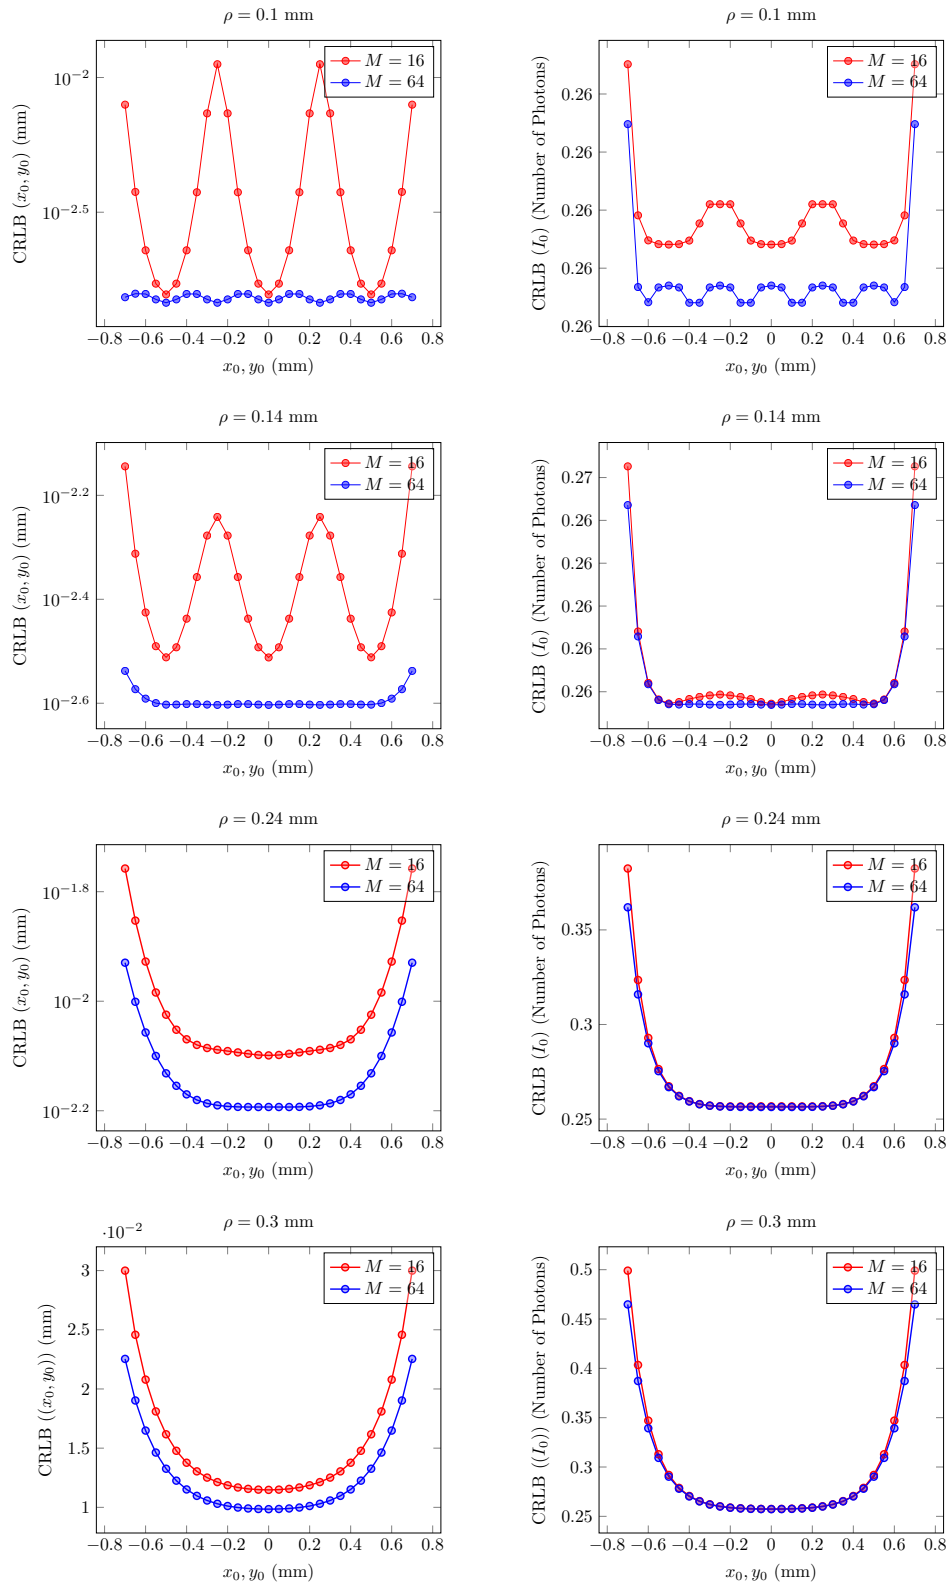 ρ = 0.1 mm
CRLB (x₀, y₀) (mm)
10⁻²
10⁻²·⁵
M = 16
M = 64
−0.8 −0.6 −0.4 −0.2 0 0.2 0.4 0.6 0.8
x₀, y₀ (mm)
ρ = 0.1 mm
CRLB (I₀) (Number of Photons)
0.26
0.26
0.26
0.26
0.26
M = 16
M = 64
−0.8 −0.6 −0.4 −0.2 0 0.2 0.4 0.6 0.8
x₀, y₀ (mm)
ρ = 0.14 mm
CRLB (x₀, y₀) (mm)
10⁻²·²
10⁻²·⁴
10⁻²·⁶
M = 16
M = 64
−0.8 −0.6 −0.4 −0.2 0 0.2 0.4 0.6 0.8
x₀, y₀ (mm)
ρ = 0.14 mm
CRLB (I₀) (Number of Photons)
0.27
0.26
0.26
0.26
0.26
0.26
M = 16
M = 64
−0.8 −0.6 −0.4 −0.2 0 0.2 0.4 0.6 0.8
x₀, y₀ (mm)
ρ = 0.24 mm
CRLB (x₀, y₀) (mm)
10⁻¹·⁸
10⁻²
10⁻²·²
M = 16
M = 64
−0.8 −0.6 −0.4 −0.2 0 0.2 0.4 0.6 0.8
x₀, y₀ (mm)
ρ = 0.24 mm
CRLB (I₀) (Number of Photons)
0.35
0.3
0.25
M = 16
M = 64
−0.8 −0.6 −0.4 −0.2 0 0.2 0.4 0.6 0.8
x₀, y₀ (mm)
ρ = 0.3 mm
·10⁻²
CRLB ((x₀, y₀)) (mm)
3
2.5
2
1.5
1
M = 16
M = 64
−0.8 −0.6 −0.4 −0.2 0 0.2 0.4 0.6 0.8
x₀, y₀ (mm)
ρ = 0.3 mm
CRLB ((I₀)) (Number of Photons)
0.5
0.45
0.4
0.35
0.3
0.25
M = 16
M = 64
−0.8 −0.6 −0.4 −0.2 0 0.2 0.4 0.6 0.8
x₀, y₀ (mm)